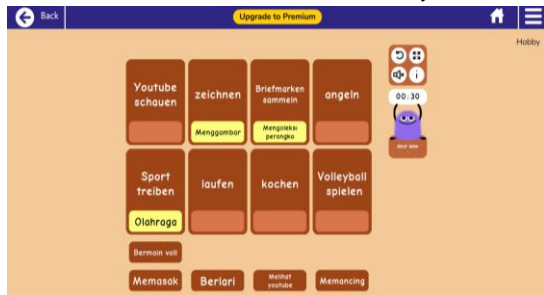 Back
Upgrade to Premium
Hobby
Youtube
schauen
zeichnen
Briefmarken
sammeln
angeln
00:30
Menggambar
Mengoleksi
perangko
Sport
treiben
laufen
kochen
Volleyball
spielen
Olahraga
Bermain voli
Memasak
Berlari
Melihat
youtube
Memancing